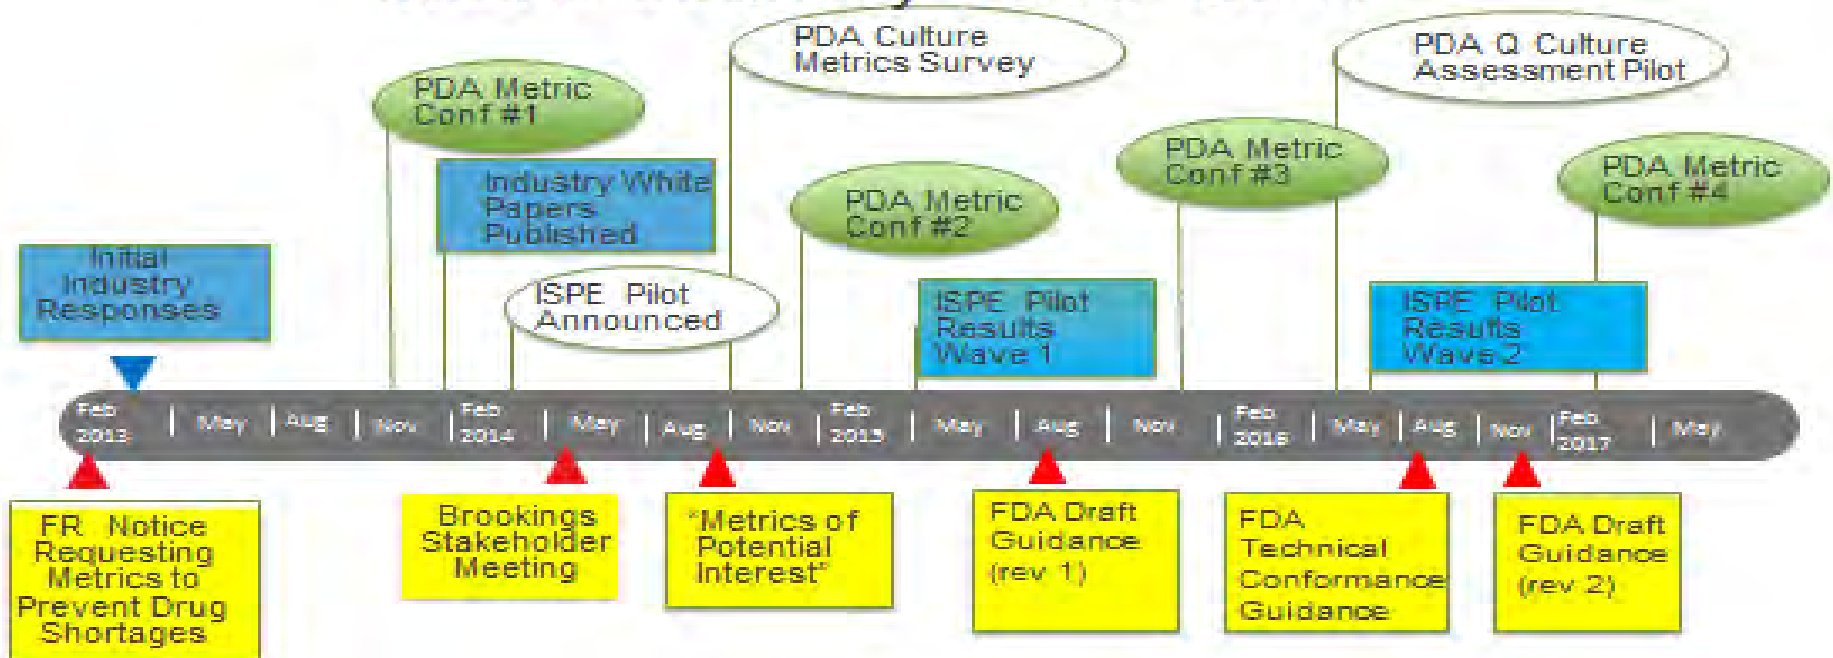 PDA Culture
Metrics Survey
PDA Q Culture
Assessment Pilot
PDA Metric
Conf #1
PDA Metric
Conf #3
PDA Metric
Conf #4
Industry White
Papers
Published
PDA Metric
Conf #2
Initial
Industry
Responses
ISPE Pilot
Announced
ISPE Pilot
Results
Wave 1
ISPE Pilot
Results
Wave 2
Feb
2013
May
Aug
Nov
Feb
2014
May
Aug
Nov
Feb
2015
May
Aug
Nov
Feb
2016
May
Aug
Nov
Feb
2017
May
FR Notice
Requesting
Metrics to
Prevent Drug
Shortages
Brookings
Stakeholder
Meeting
"Metrics of
Potential
Interest"
FDA Draft
Guidance
(rev 1)
FDA
Technical
Conformance
Guidance
FDA Draft
Guidance
(rev 2)